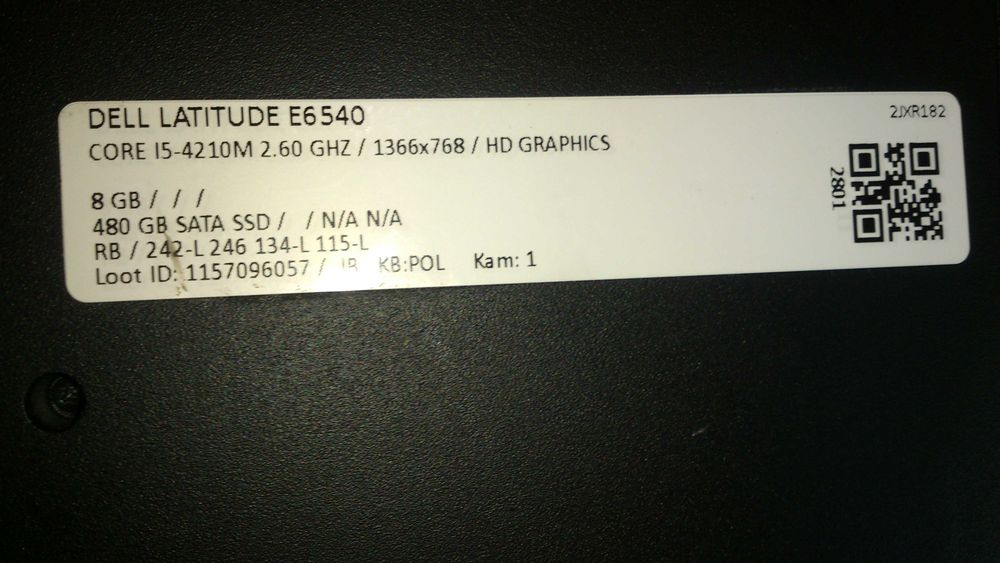 DELL LATITUDE E6540
2JXR182
CORE I5-4210M 2.60 GHZ / 1366x768 / HD GRAPHICS
8 GB / / /
480 GB SATA SSD / / N/A N/A
RB / 242-L 246 134-L 115-L
Loot ID: 1157096057 / KB:POL Kam: 1
2801